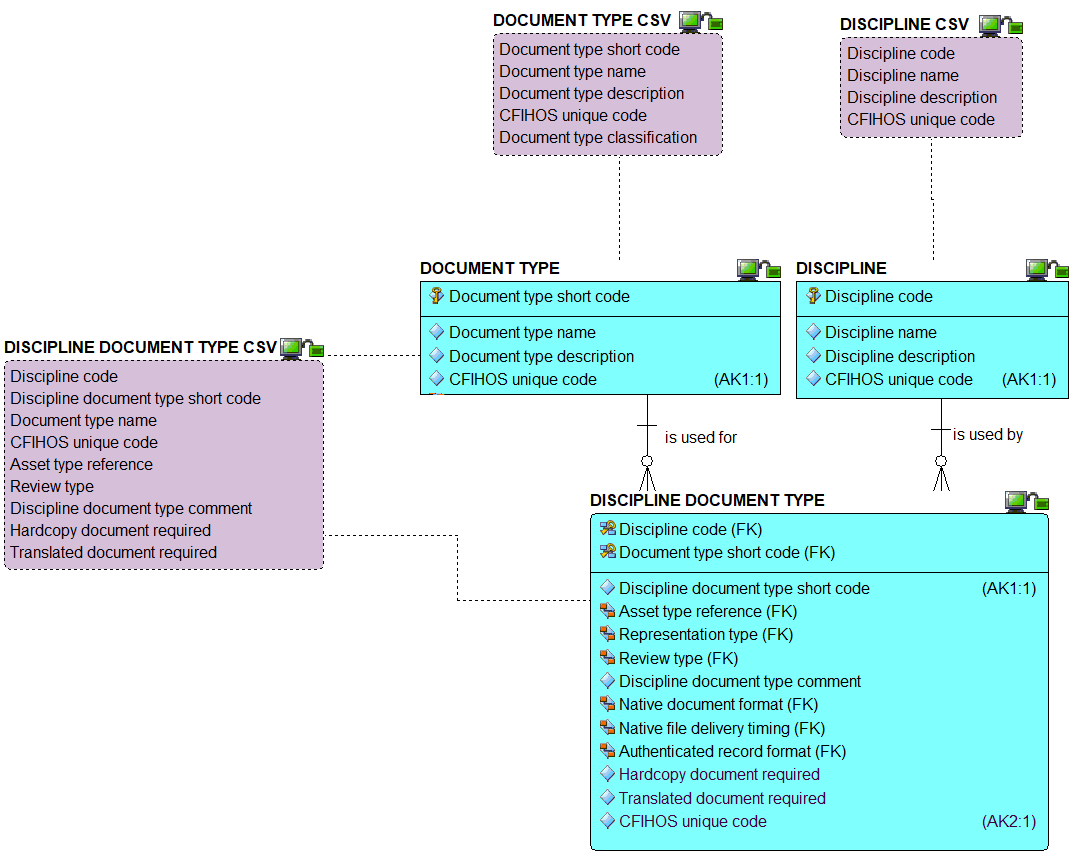 DOCUMENT TYPE CSV
Document type short code
Document type name
Document type description
CFIHOS unique code
Document type classification
DISCIPLINE CSV
Discipline code
Discipline name
Discipline description
CFIHOS unique code
DOCUMENT TYPE
Document type short code
Document type name
Document type description
CFIHOS unique code (AK1:1)
DISCIPLINE
Discipline code
Discipline name
Discipline description
CFIHOS unique code (AK1:1)
DISCIPLINE DOCUMENT TYPE CSV
Discipline code
Discipline document type short code
Document type name
CFIHOS unique code
Asset type reference
Review type
Discipline document type comment
Hardcopy document required
Translated document required
is used for
is used by
DISCIPLINE DOCUMENT TYPE
Discipline code (FK)
Document type short code (FK)
Discipline document type short code (AK1:1)
Asset type reference (FK)
Representation type (FK)
Review type (FK)
Discipline document type comment
Native document format (FK)
Native file delivery timing (FK)
Authenticated record format (FK)
Hardcopy document required
Translated document required
CFIHOS unique code (AK2:1)